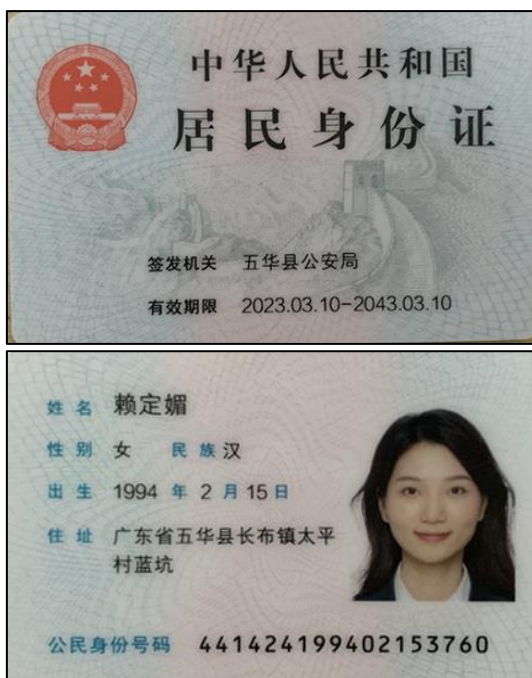 中华人民共和国
居民身份证
签发机关 五华县公安局
有效期限 2023.03.10-2043.03.10
姓名 赖定媚
性别 女 民族 汉
出生 1994 年 2 月 15 日
住址 广东省五华县长布镇太平
村蓝坑
公民身份号码 441424199402153760